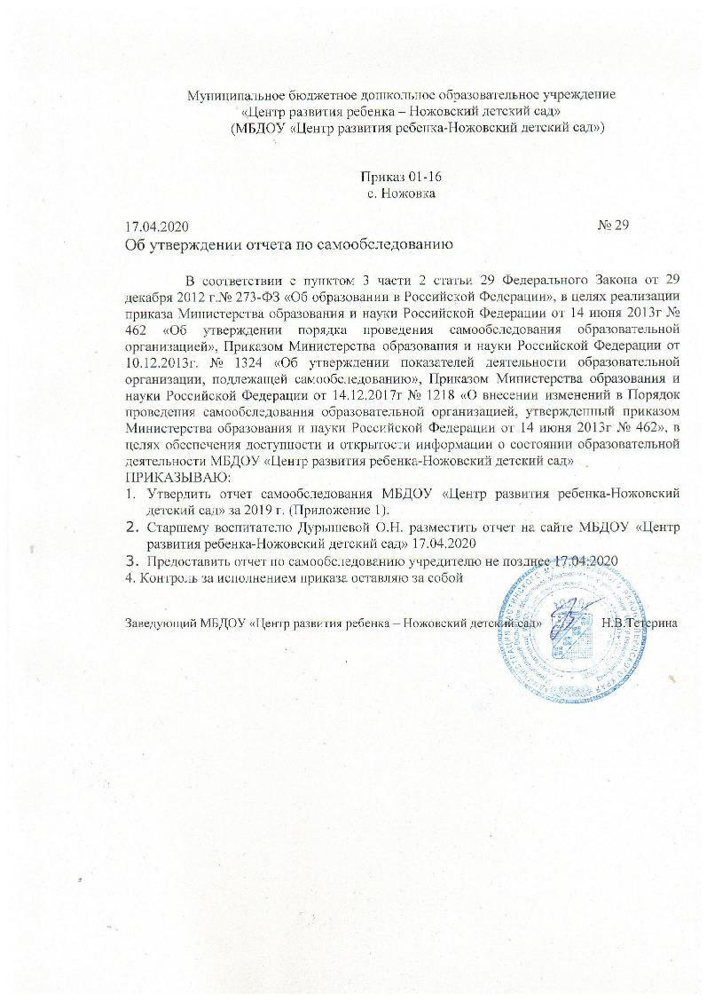 Муниципальное бюджетное дошкольное образовательное учреждение
«Центр развития ребенка – Ножовский детский сад»
(МБДОУ «Центр развития ребенка-Ножовский детский сад»)
Приказ 01-16
с. Ножовка
17.04.2020 № 29
Об утверждении отчета по самообследованию
В соответствии с пунктом 3 части 2 статьи 29 Федерального Закона от 29
декабря 2012 г.№ 273-ФЗ «Об образовании в Российской Федерации», в целях реализации
приказа Министерства образования и науки Российской Федерации от 14 июня 2013г №
462 «Об утверждении порядка проведения самообследования образовательной
организацией», Приказом Министерства образования и науки Российской Федерации от
10.12.2013г. № 1324 «Об утверждении показателей деятельности образовательной
организации, подлежащей самообследованию», Приказом Министерства образования и
науки Российской Федерации от 14.12.2017г № 1218 «О внесении изменений в Порядок
проведения самообследования образовательной организацией, утвержденный приказом
Министерства образования и науки Российской Федерации от 14 июня 2013г № 462», в
целях обеспечения доступности и открытости информации о состоянии образовательной
деятельности МБДОУ «Центр развития ребенка-Ножовский детский сад»
ПРИКАЗЫВАЮ:
1. Утвердить отчет самообследования МБДОУ «Центр развития ребенка-Ножовский
детский сад» за 2019 г. (Приложение 1).
2. Старшему воспитателю Дурышевой О.Н. разместить отчет на сайте МБДОУ «Центр
развития ребенка-Ножовский детский сад» 17.04.2020
3. Предоставить отчет по самообследованию учредителю не позднее 17.04.2020
4. Контроль за исполнением приказа оставляю за собой
Заведующий МБДОУ «Центр развития ребенка – Ножовский детский сад» Н.В.Тетерина